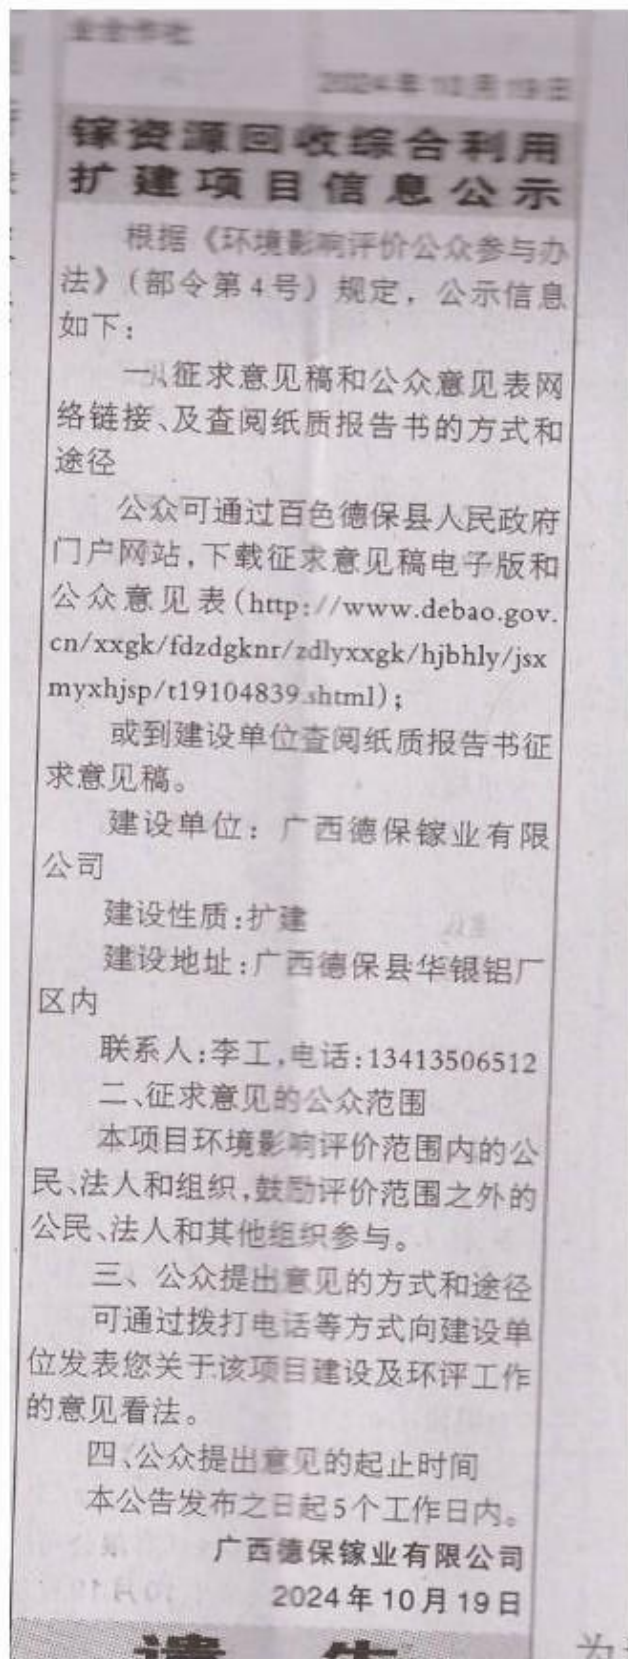 业合作社
2024年10月19日
镓资源回收综合利用
扩建项目信息公示
根据《环境影响评价公众参与办
法》(部令第4号)规定，公示信息
如下：
一、征求意见稿和公众意见表网
络链接、及查阅纸质报告书的方式和
途径
公众可通过百色德保县人民政府
门户网站，下载征求意见稿电子版和
公众意见表(http://www.debao.gov.
cn/xxgk/fdzdgknr/zdlyxxgk/hjbhly/jsx
myxhjsp/t19104839.shtml)；
或到建设单位查阅纸质报告书征
求意见稿。
建设单位：广西德保镓业有限
公司
建设性质：扩建
建设地址：广西德保县华银铝厂
区内
联系人：李工，电话：13413506512
二、征求意见的公众范围
本项目环境影响评价范围内的公
民、法人和组织，鼓励评价范围之外的
公民、法人和其他组织参与。
三、公众提出意见的方式和途径
可通过拨打电话等方式向建设单
位发表您关于该项目建设及环评工作
的意见看法。
四、公众提出意见的起止时间
本公告发布之日起5个工作日内。
广西德保镓业有限公司
2024年10月19日
为